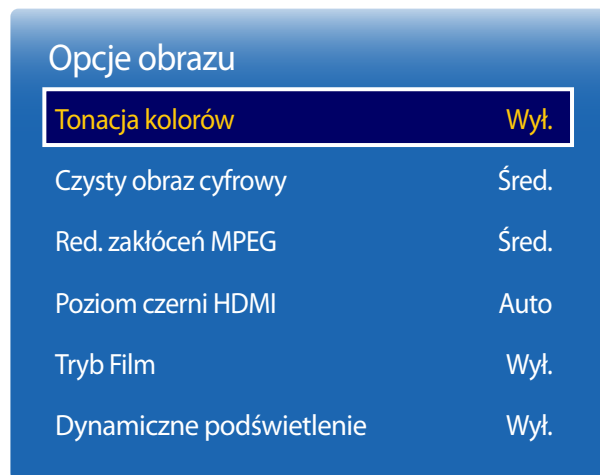 Opcje obrazu
Tonacja kolorów Wył.
Czysty obraz cyfrowy Śred.
Red. zakłóceń MPEG Śred.
Poziom czerni HDMI Auto
Tryb Film Wył.
Dynamiczne podświetlenie Wył.